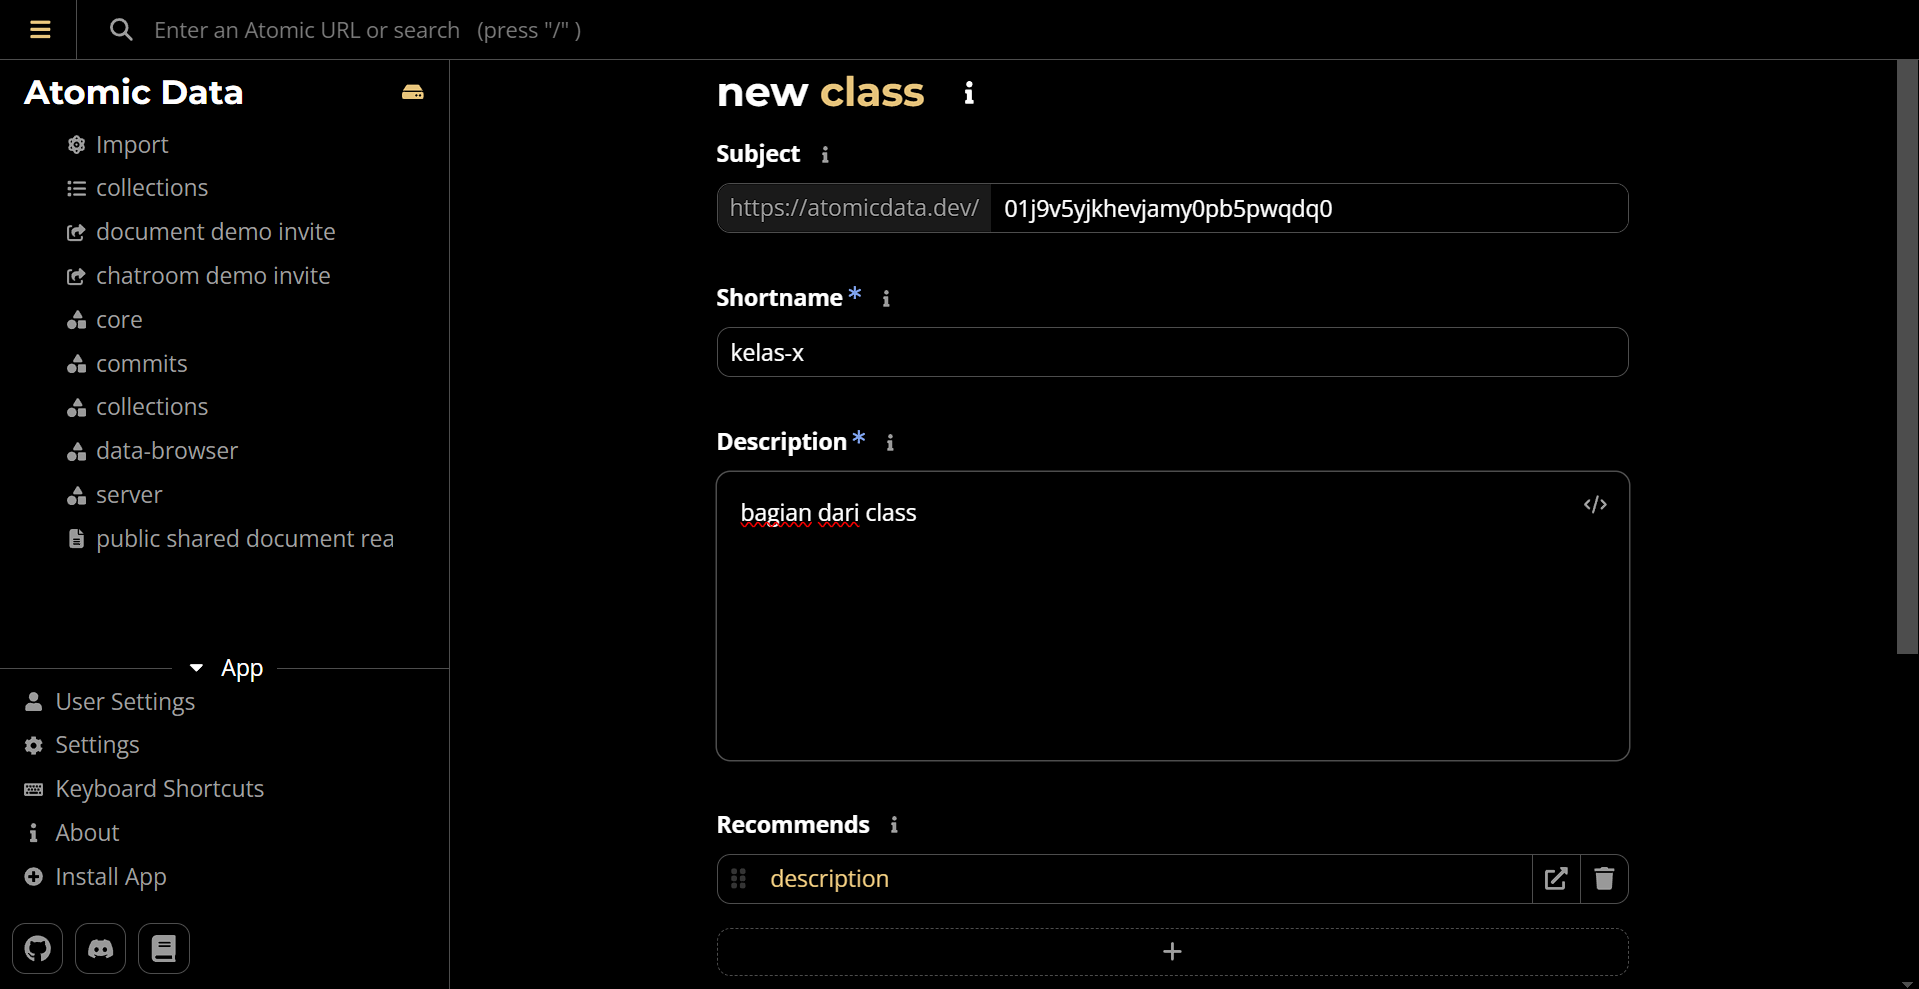 Enter an Atomic URL or search (press "/" )
Atomic Data
Import
collections
document demo invite
chatroom demo invite
core
commits
collections
data-browser
server
public shared document rea
App
User Settings
Settings
Keyboard Shortcuts
About
Install App
new class
Subject
https://atomicdata.dev/ 01j9v5yjkhevjamy0pb5pwqdq0
Shortname*
kelas-x
Description*
bagian dari class
Recommends
description